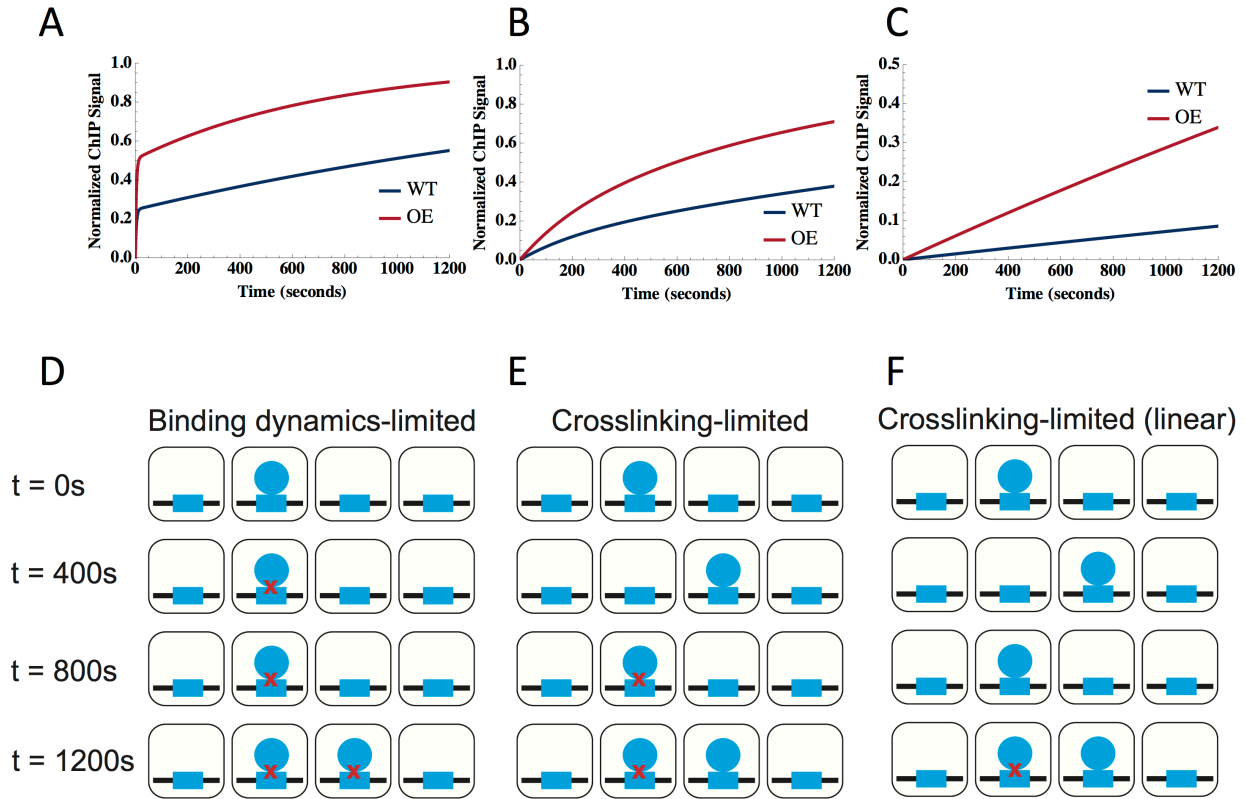 A
B
C
Normalized ChIP Signal
1.0
0.8
0.6
0.4
0.2
0.0
0
200
400
600
800
1000
1200
Time (seconds)
WT
OE
Normalized ChIP Signal
1.0
0.8
0.6
0.4
0.2
0.0
0
200
400
600
800
1000
1200
Time (seconds)
WT
OE
Normalized ChIP Signal
0.5
0.4
0.3
0.2
0.1
0.0
0
200
400
600
800
1000
1200
Time (seconds)
WT
OE
D
E
F
Binding dynamics-limited
Crosslinking-limited
Crosslinking-limited (linear)
t = 0s
t = 400s
x
t = 800s
x
x
t = 1200s
x
x
x
x